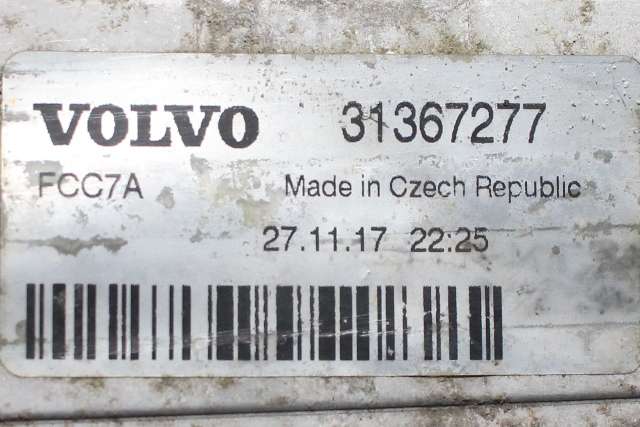 VOLVO 31367277
FCC7A Made in Czech Republic
27.11.17 22:25